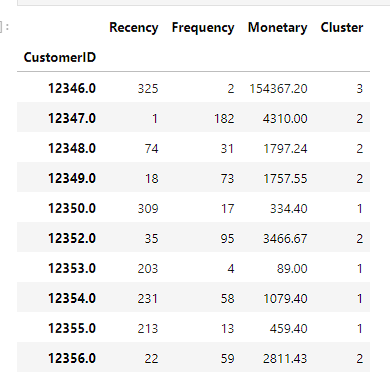 ]:
Recency Frequency Monetary Cluster
CustomerID
12346.0 325 2 154367.20 3
12347.0 1 182 4310.00 2
12348.0 74 31 1797.24 2
12349.0 18 73 1757.55 2
12350.0 309 17 334.40 1
12352.0 35 95 3466.67 2
12353.0 203 4 89.00 1
12354.0 231 58 1079.40 1
12355.0 213 13 459.40 1
12356.0 22 59 2811.43 2